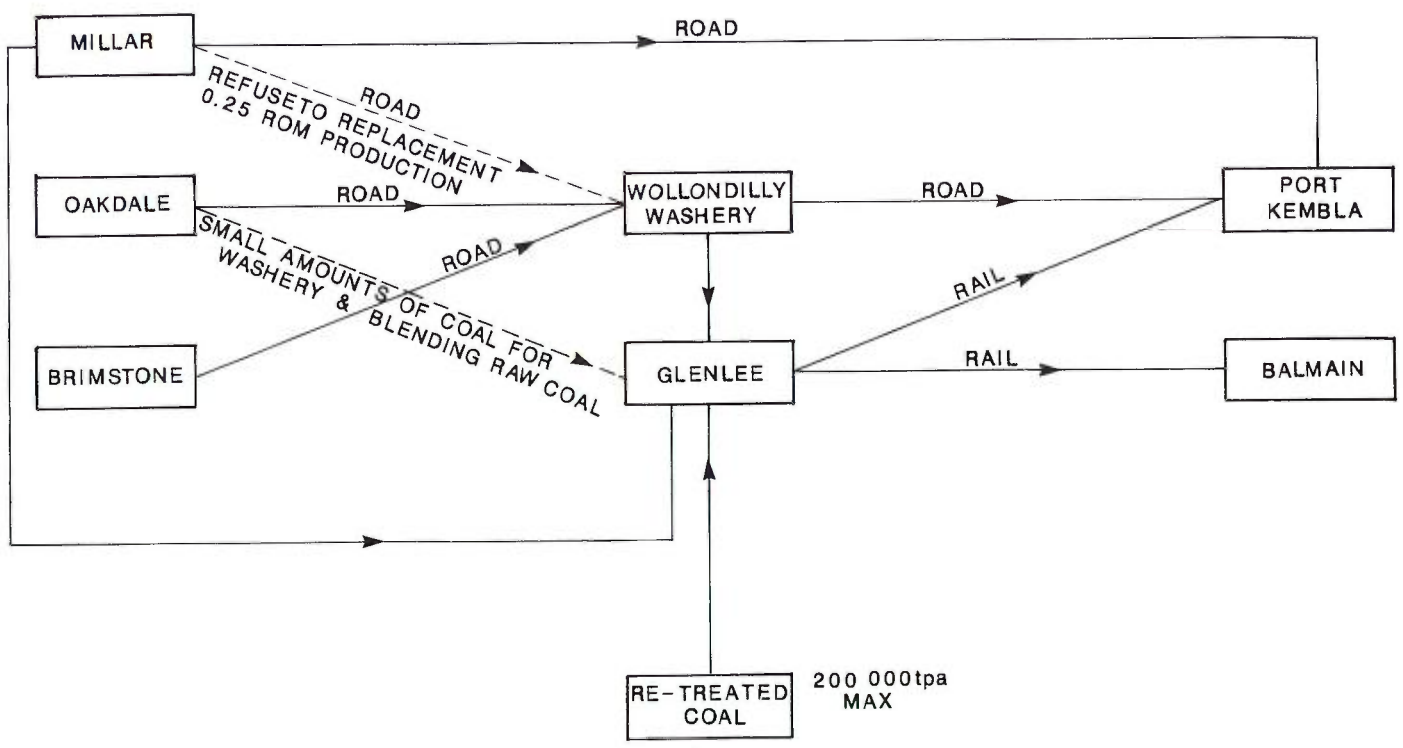 MILLAR
ROAD
ROAD
REFUSETO REPLACEMENT
0.25 ROM PRODUCTION
OAKDALE
ROAD
WOLLONDILLY
WASHERY
ROAD
PORT
KEMBLA
SMALL AMOUNTS OF COAL FOR
WASHERY & BLENDING RAW COAL
ROAD
BRIMSTONE
GLENLEE
RAIL
RAIL
BALMAIN
RE-TREATED
COAL
200 000tpa
MAX